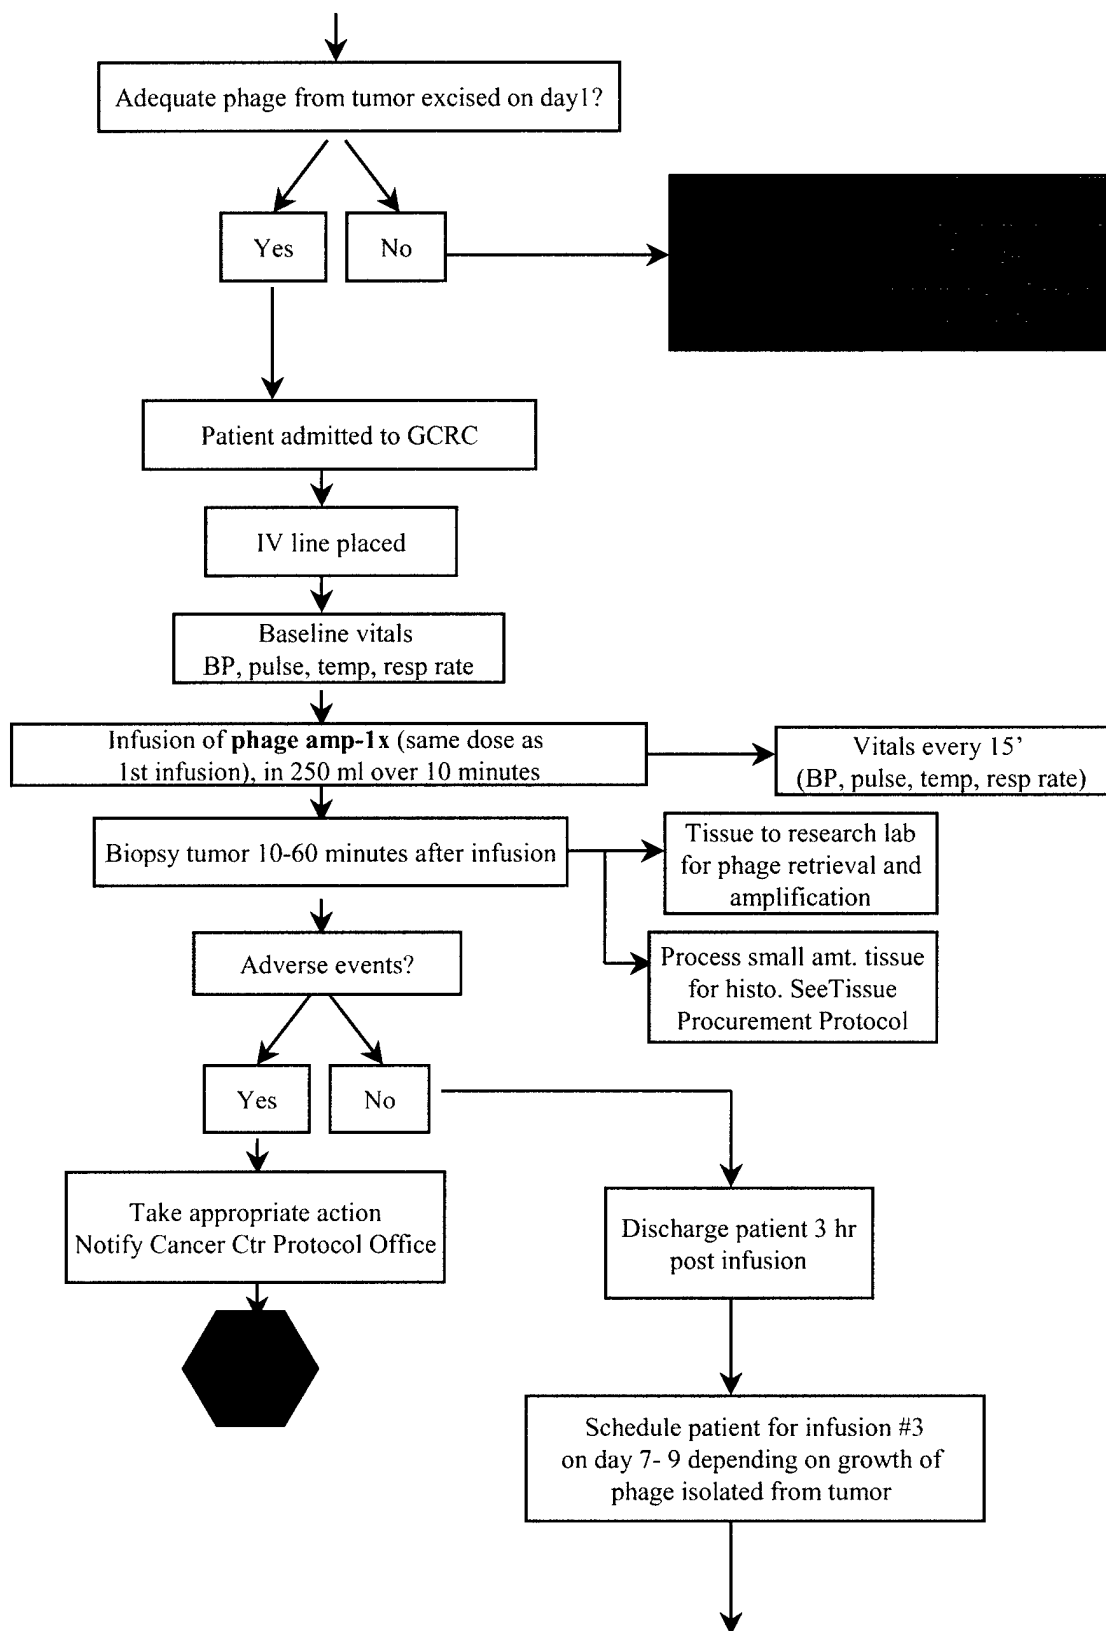 Adequate phage from tumor excised on day1?
Yes
No
Patient admitted to GCRC
IV line placed
Baseline vitals
BP, pulse, temp, resp rate
Infusion of phage amp-1x (same dose as
1st infusion), in 250 ml over 10 minutes
Vitals every 15’
(BP, pulse, temp, resp rate)
Biopsy tumor 10-60 minutes after infusion
Tissue to research lab
for phage retrieval and
amplification
Process small amt. tissue
for histo. SeeTissue
Procurement Protocol
Adverse events?
Yes
No
Take appropriate action
Notify Cancer Ctr Protocol Office
Discharge patient 3 hr
post infusion
Schedule patient for infusion #3
on day 7- 9 depending on growth of
phage isolated from tumor